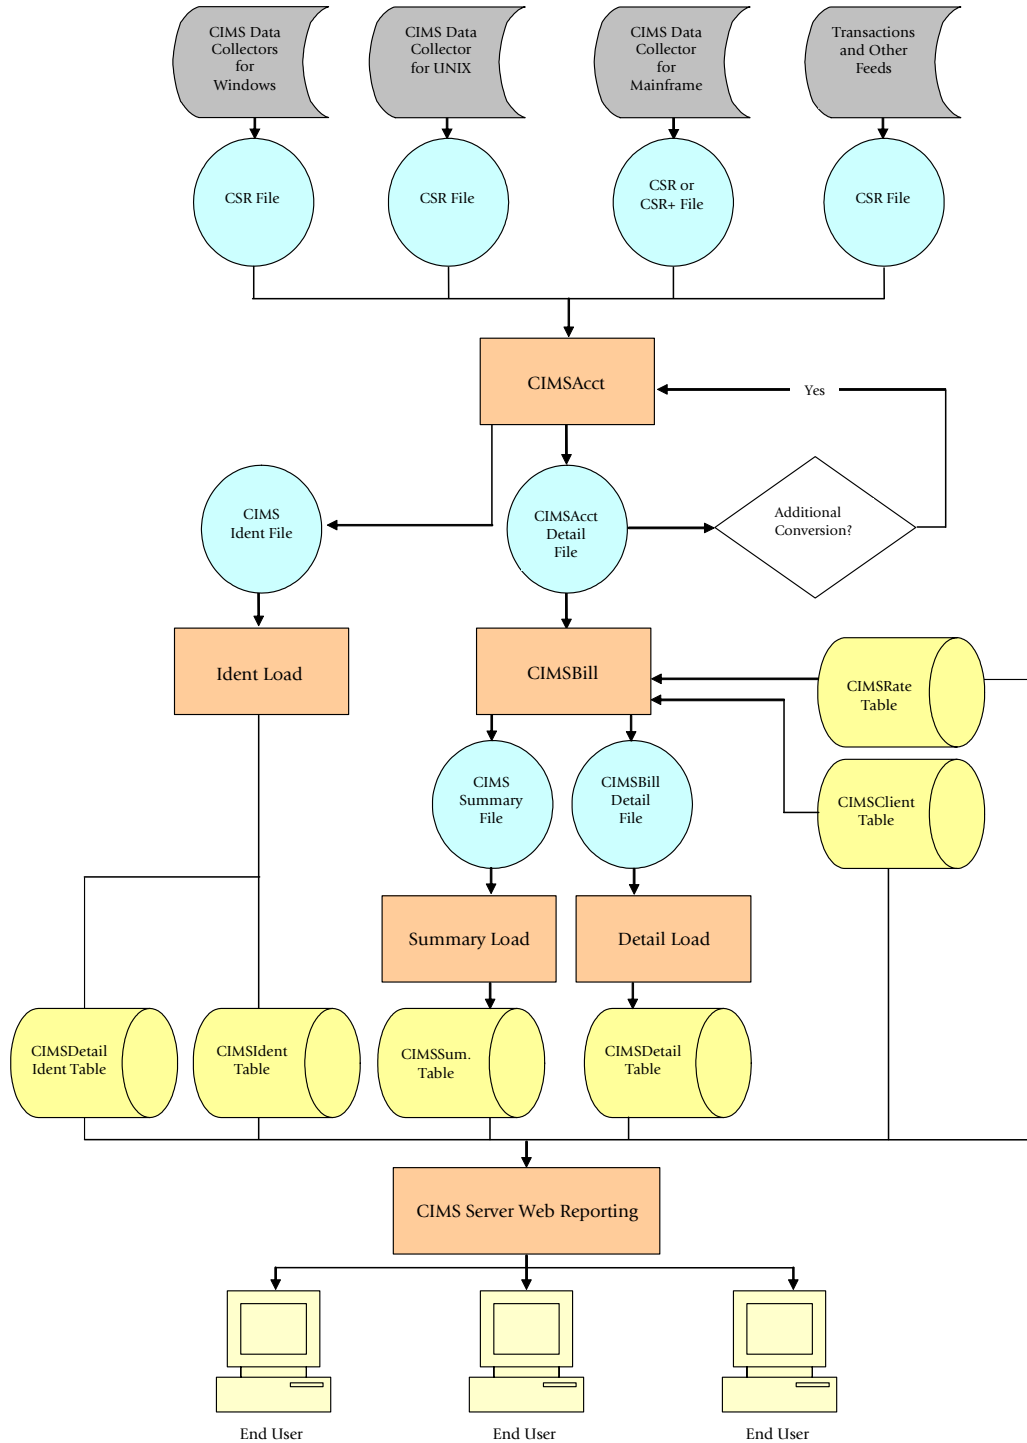 CIMS Data
Collectors
for
Windows
CIMS Data
Collector
for UNIX
CIMS Data
Collector
for
Mainframe
Transactions
and Other
Feeds
CSR File
CSR File
CSR or
CSR+ File
CSR File
CIMSAcct
Yes
CIMS
Ident File
CIMSAcct
Detail
File
Additional
Conversion?
Ident Load
CIMSBill
CIMSRate
Table
CIMS
Summary
File
CIMSBill
Detail
File
CIMSClient
Table
Summary Load
Detail Load
CIMSDetail
Ident Table
CIMSIdent
Table
CIMSSum.
Table
CIMSDetail
Table
CIMS Server Web Reporting
End User
End User
End User